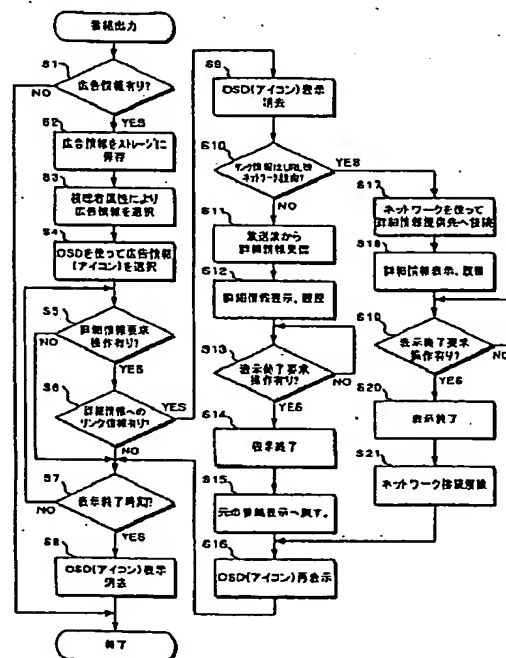 番組出力
S1
広告情報有り?
NO
YES
S2
広告情報をストレージに
保存
S3
視聴者属性により
広告情報を選択
S4
OSDを使って広告情報
(アイコン)を選択
S5
詳細情報要求
操作有り?
NO
YES
S6
詳細情報への
リンク情報有り?
YES
NO
S7
表示終了時刻?
NO
YES
S8
OSD(アイコン)表示
消去
終了
S9
OSD(アイコン)表示
消去
S10
リンク情報はURL等
ネットワーク経由?
YES
NO
S11
放送波から
詳細情報受信
S12
詳細情報表示、
S13
表示終了要求
操作有り?
NO
YES
S14
表示終了
S15
元の番組表示へ戻す。
S16
OSD(アイコン)再表示
S17
ネットワークを使って
詳細情報提供先へ接続
S18
詳細情報表示、
S19
表示終了要求
操作有り?
NO
YES
S20
表示終了
S21
ネットワーク接続解除